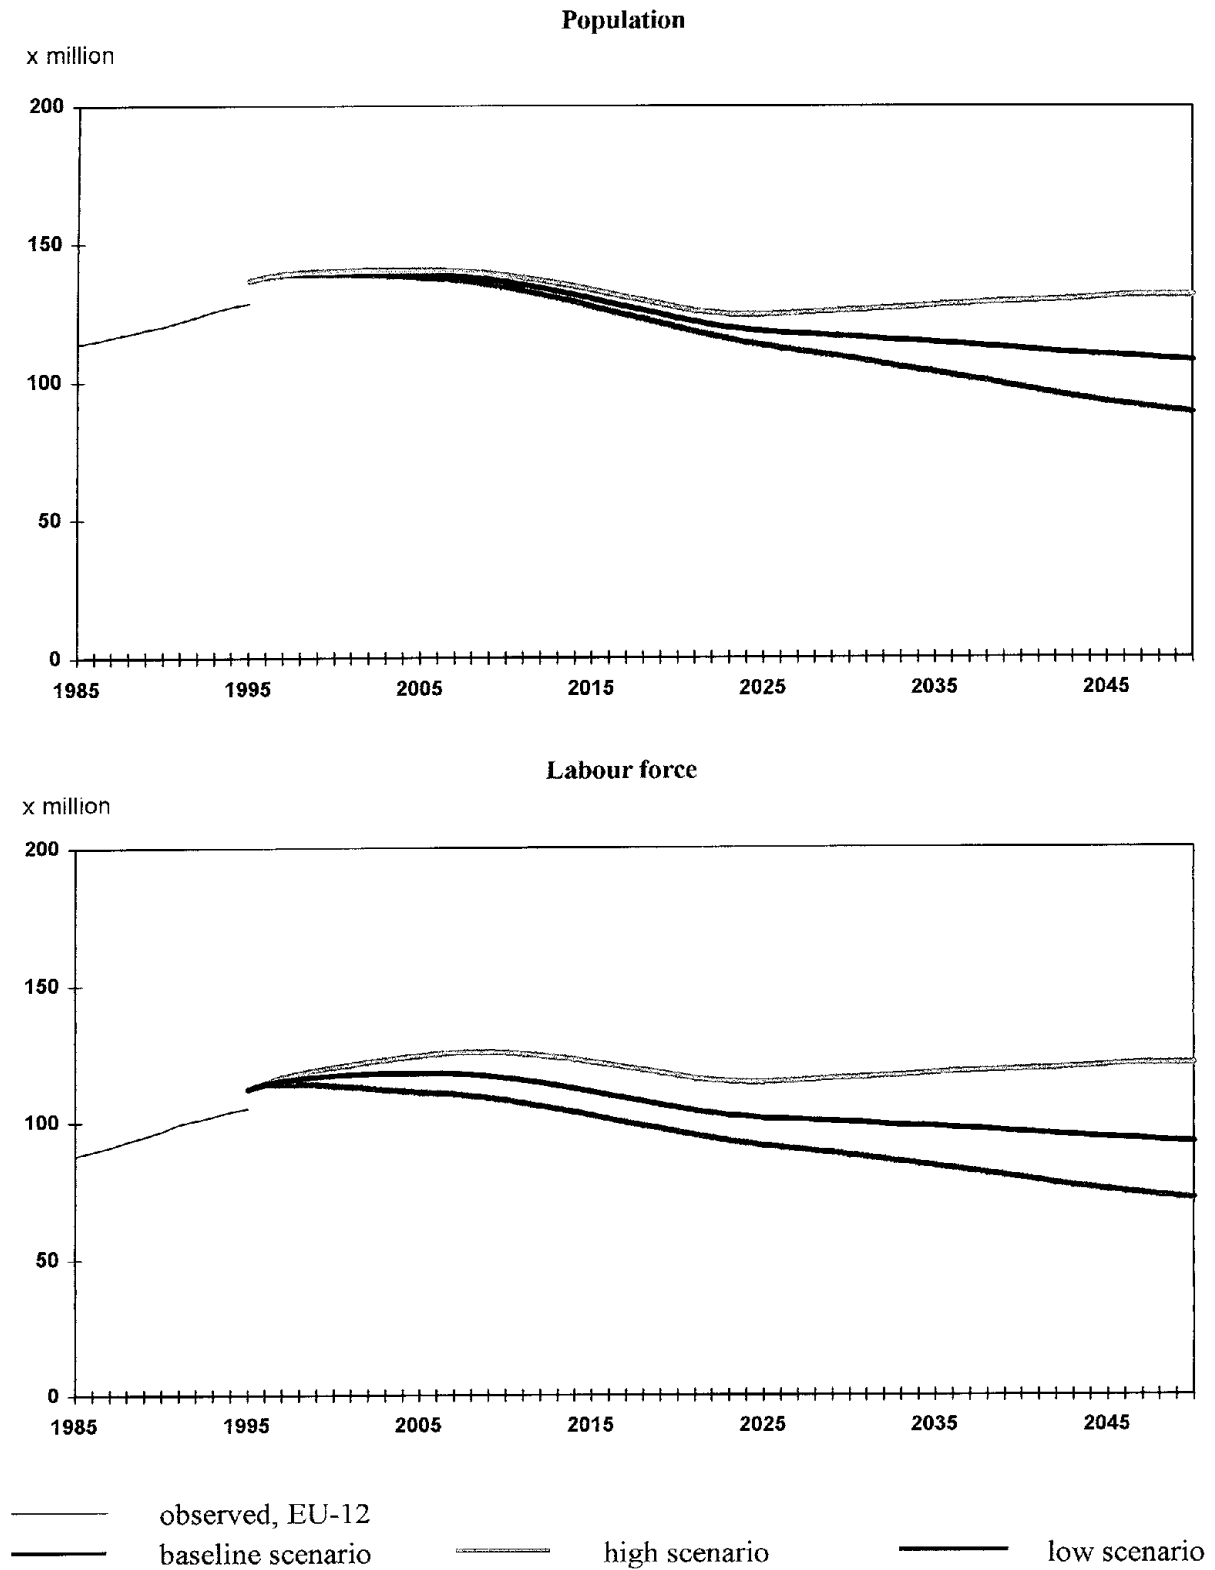 Population
x million
200
150
100
50
0
1985 1995 2005 2015 2025 2035 2045
Labour force
x million
200
150
100
50
0
1985 1995 2005 2015 2025 2035 2045
observed, EU-12
baseline scenario high scenario low scenario